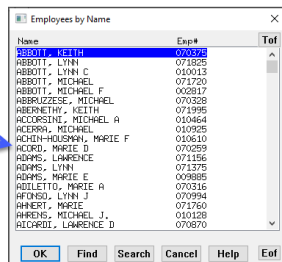 Employees by Name
Name Emp# Tof
ABBOTT, KEITH 070375
ABBOTT, LYNN 071825
ABBOTT, LYNN C 010013
ABBOTT, MICHAEL 071720
ABBOTT, MICHAEL F 002817
ABBRUZZESE, MICHAEL 070328
ABERNETHY, KEITH 071995
ACCORSINI, MICHAEL A 010464
ACERRA, MICHAEL 010925
ACHIN-HOUSMAN, MARIE F 010610
ACORD, MARIE D 070259
ADAMS, LAWRENCE 071156
ADAMS, LYNN 071375
ADAMS, MARIE E 009885
ADILETTO, MARIE A 070316
AFONSO, LYNN J 070994
AHNERT, MARIE 071760
AHRENS, MICHAEL J. 010128
AICARDI, LAWRENCE D 070870
OK Find Search Cancel Help Eof